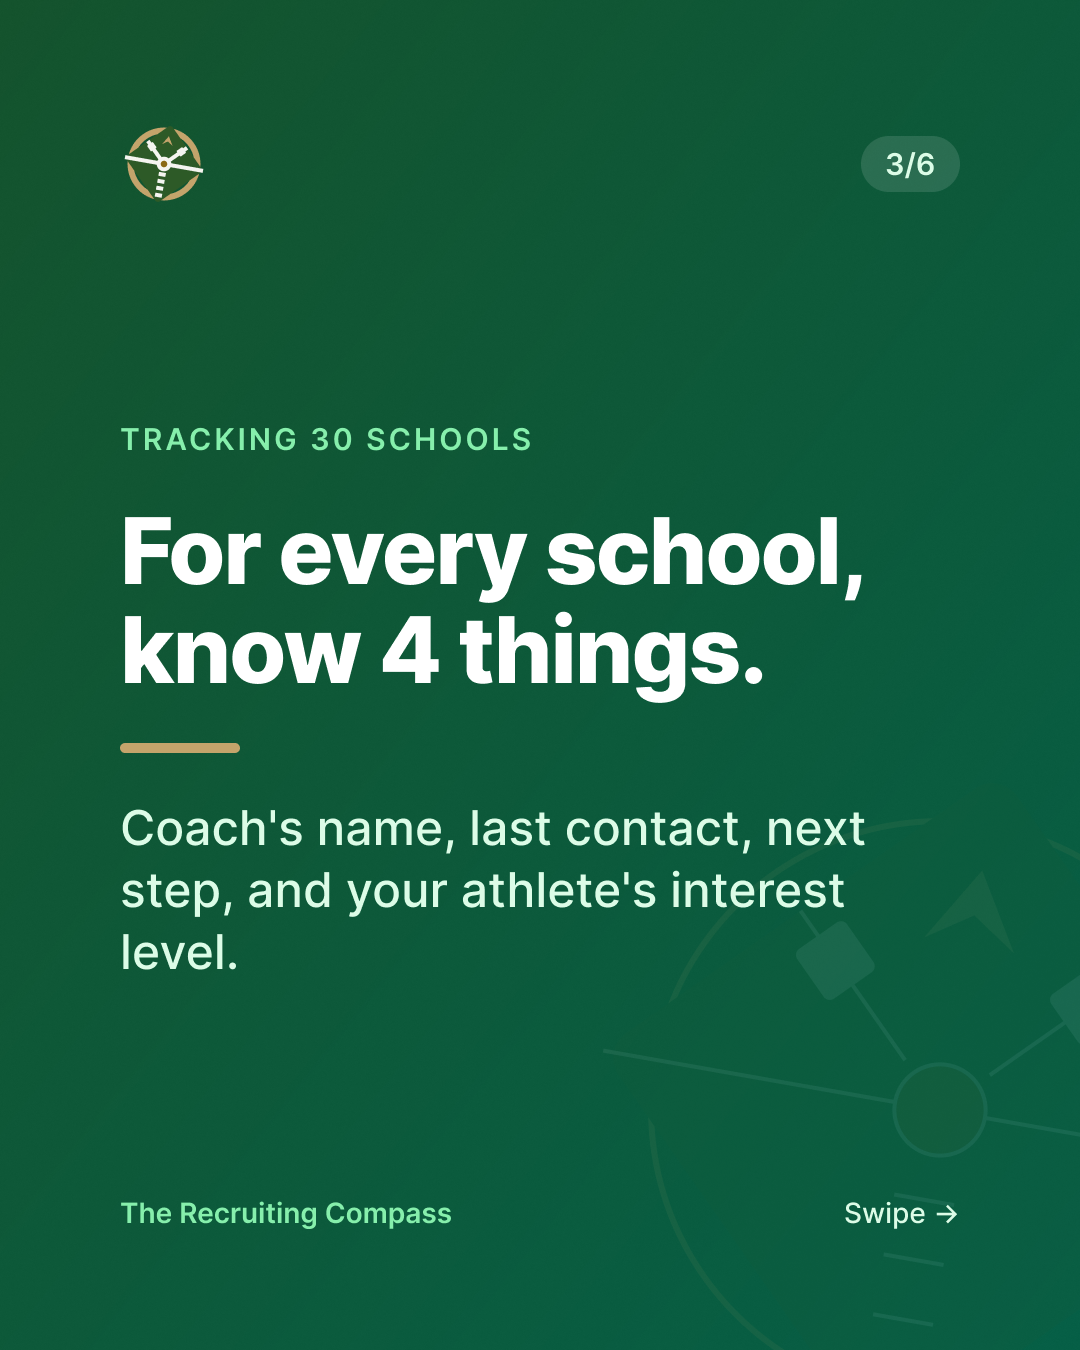 3/6
TRACKING 30 SCHOOLS
For every school,
know 4 things.
Coach's name, last contact, next
step, and your athlete's interest
level.
The Recruiting Compass
Swipe →